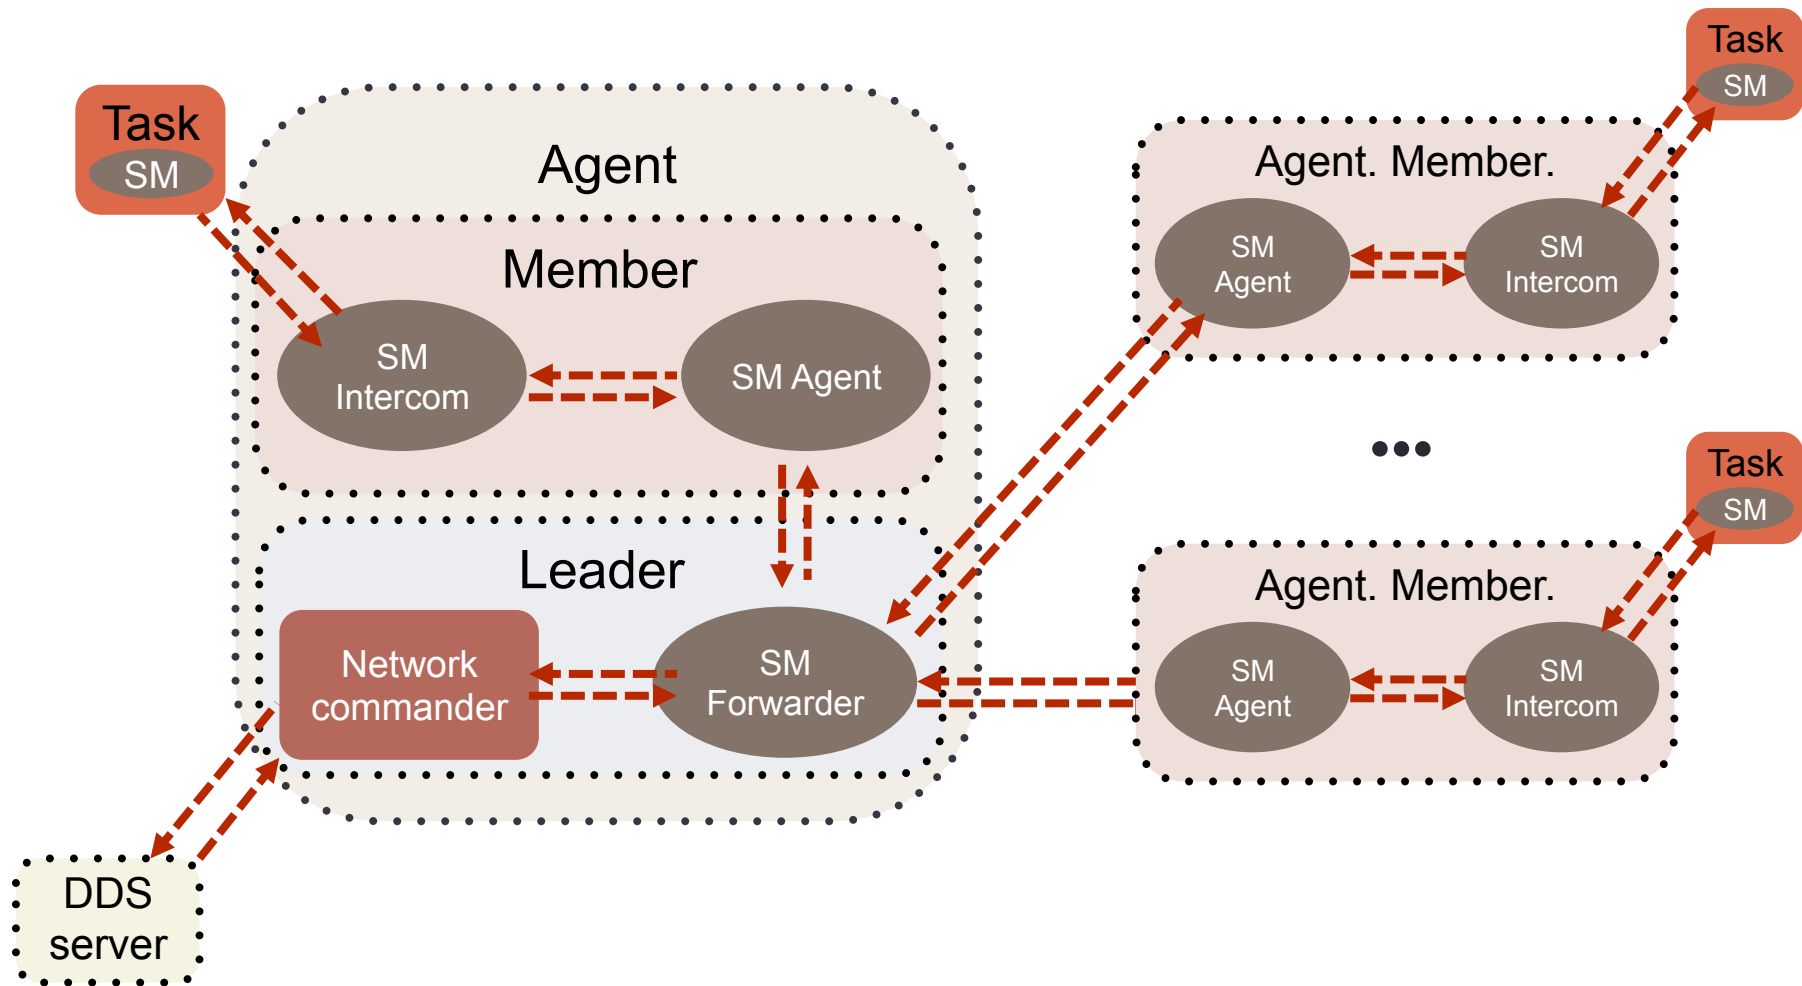 Task
SM
Agent
Member
SM
Intercom
SM Agent
Leader
Network
commander
SM
Forwarder
DDS
server
Task
SM
Agent. Member.
SM
Agent
SM
Intercom
Task
SM
Agent. Member.
SM
Agent
SM
Intercom